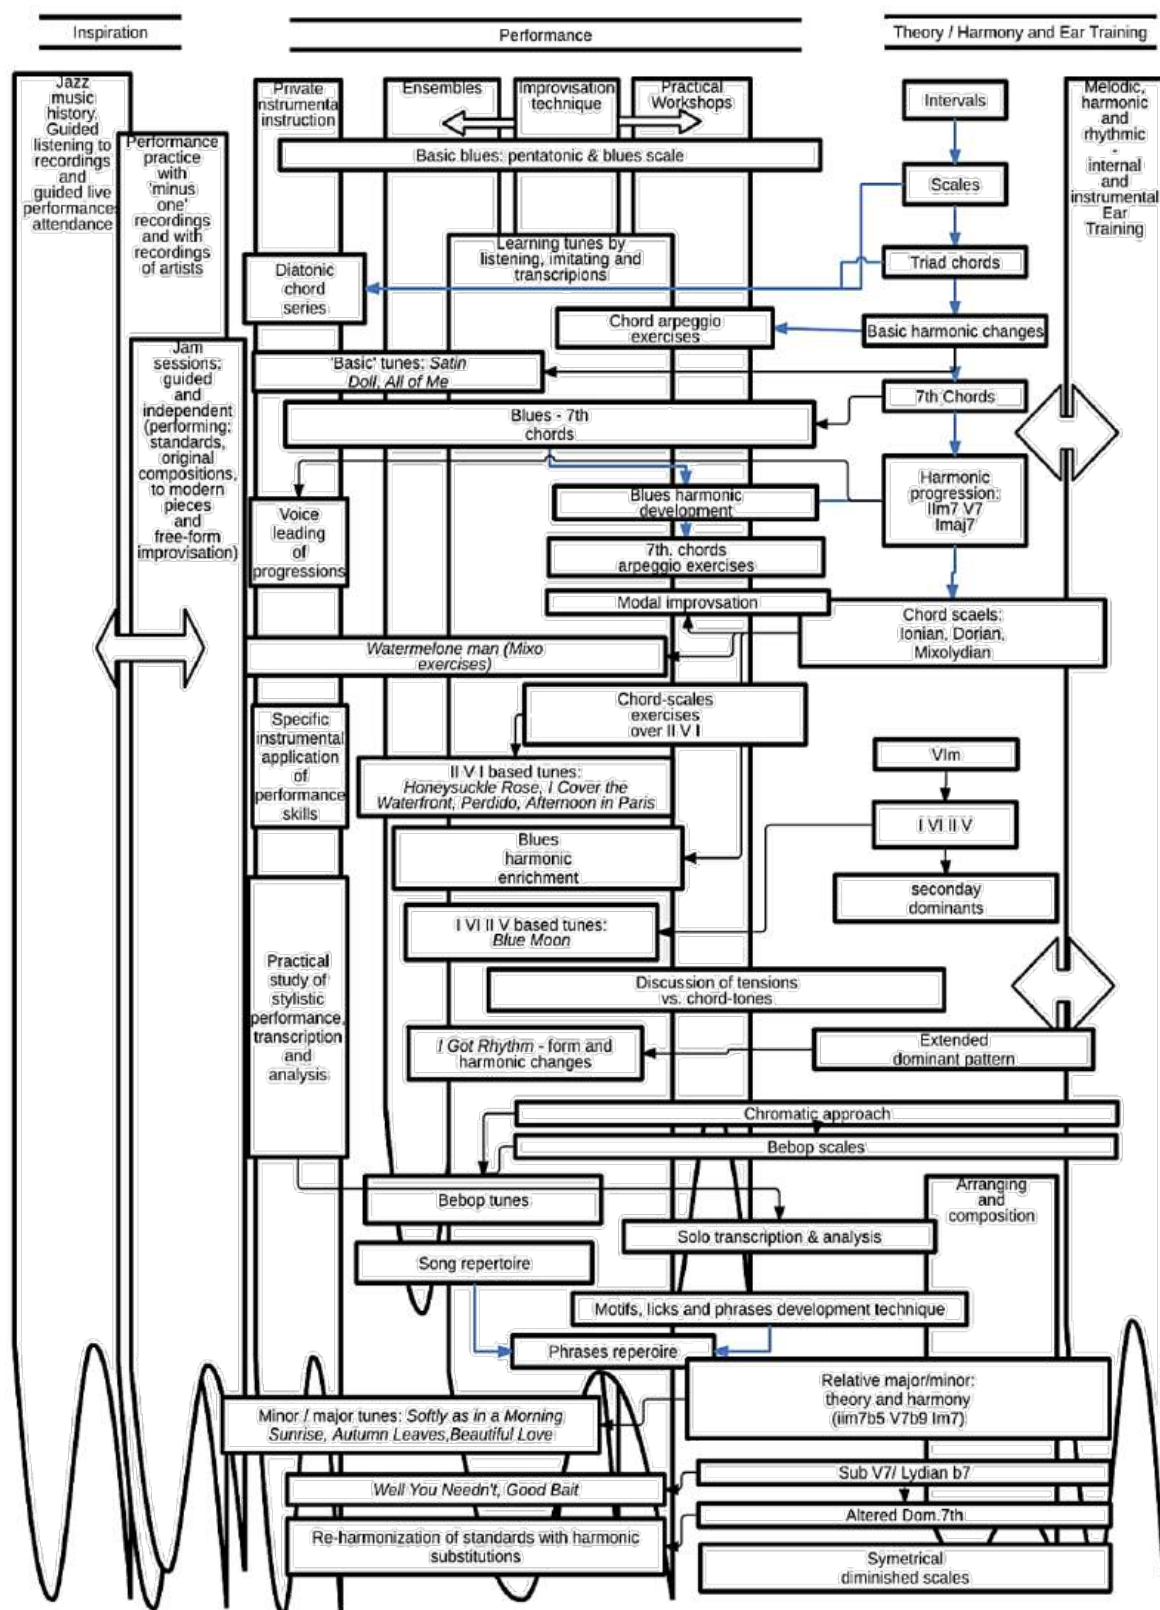 Inspiration
Performance
Theory / Harmony and Ear Training
Jazz
music
history.
Guided
listening to
recordings
and
guided live
performances
attendance
Performance
practice
with
'minus
one'
recordings
and with
recordings
of artists
Jam
sessions:
guided
and
independent
(performing:
standards,
original
compositions,
to modern
pieces
and
free-form
improvisation)
Private
instrumental
instruction
Ensembles
Improvisation
technique
Practical
Workshops
Intervals
Melodic,
harmonic
and
rhythmic
-
internal
and
instrumental
Ear
Training
Basic blues: pentatonic & blues scale
Scales
Learning tunes by
listening, imitating and
transcripions
Triad chords
Diatonic
chord
series
Chord arpeggio
exercises
Basic harmonic changes
'Basic' tunes: Satin
Doll, All of Me
7th Chords
Blues - 7th
chords
Harmonic
progression:
IIm7 V7
Imaj7
Blues harmonic
development
Voice
leading
of
progressions
7th. chords
arpeggio exercises
Modal improvsation
Chord scaels:
Ionian, Dorian,
Mixolydian
Watermelone man (Mixo
exercises)
Chord-scales
exercises
over II V I
Specific
instrumental
application
of
performance
skills
VIm
II V I based tunes:
Honeysuckle Rose, I Cover the
Waterfront, Perdido, Afternoon in Paris
I VI II V
Blues
harmonic
enrichment
seconday
dominants
I VI II V based tunes:
Blue Moon
Practical
study of
stylistic
performance,
transcription
and
analysis
Discussion of tensions
vs. chord-tones
I Got Rhythm - form and
harmonic changes
Extended
dominant pattern
Chromatic approach
Bebop scales
Bebop tunes
Arranging
and
composition
Solo transcription & analysis
Song repertoire
Motifs, licks and phrases development technique
Phrases reperoire
Relative major/minor:
theory and harmony
(iim7b5 V7b9 Im7)
Minor / major tunes: Softly as in a Morning
Sunrise, Autumn Leaves,Beautiful Love
Sub V7/ Lydian b7
Well You Needn't, Good Bait
Altered Dom.7th
Re-harmonization of standards with harmonic
substitutions
Symetrical
diminished scales